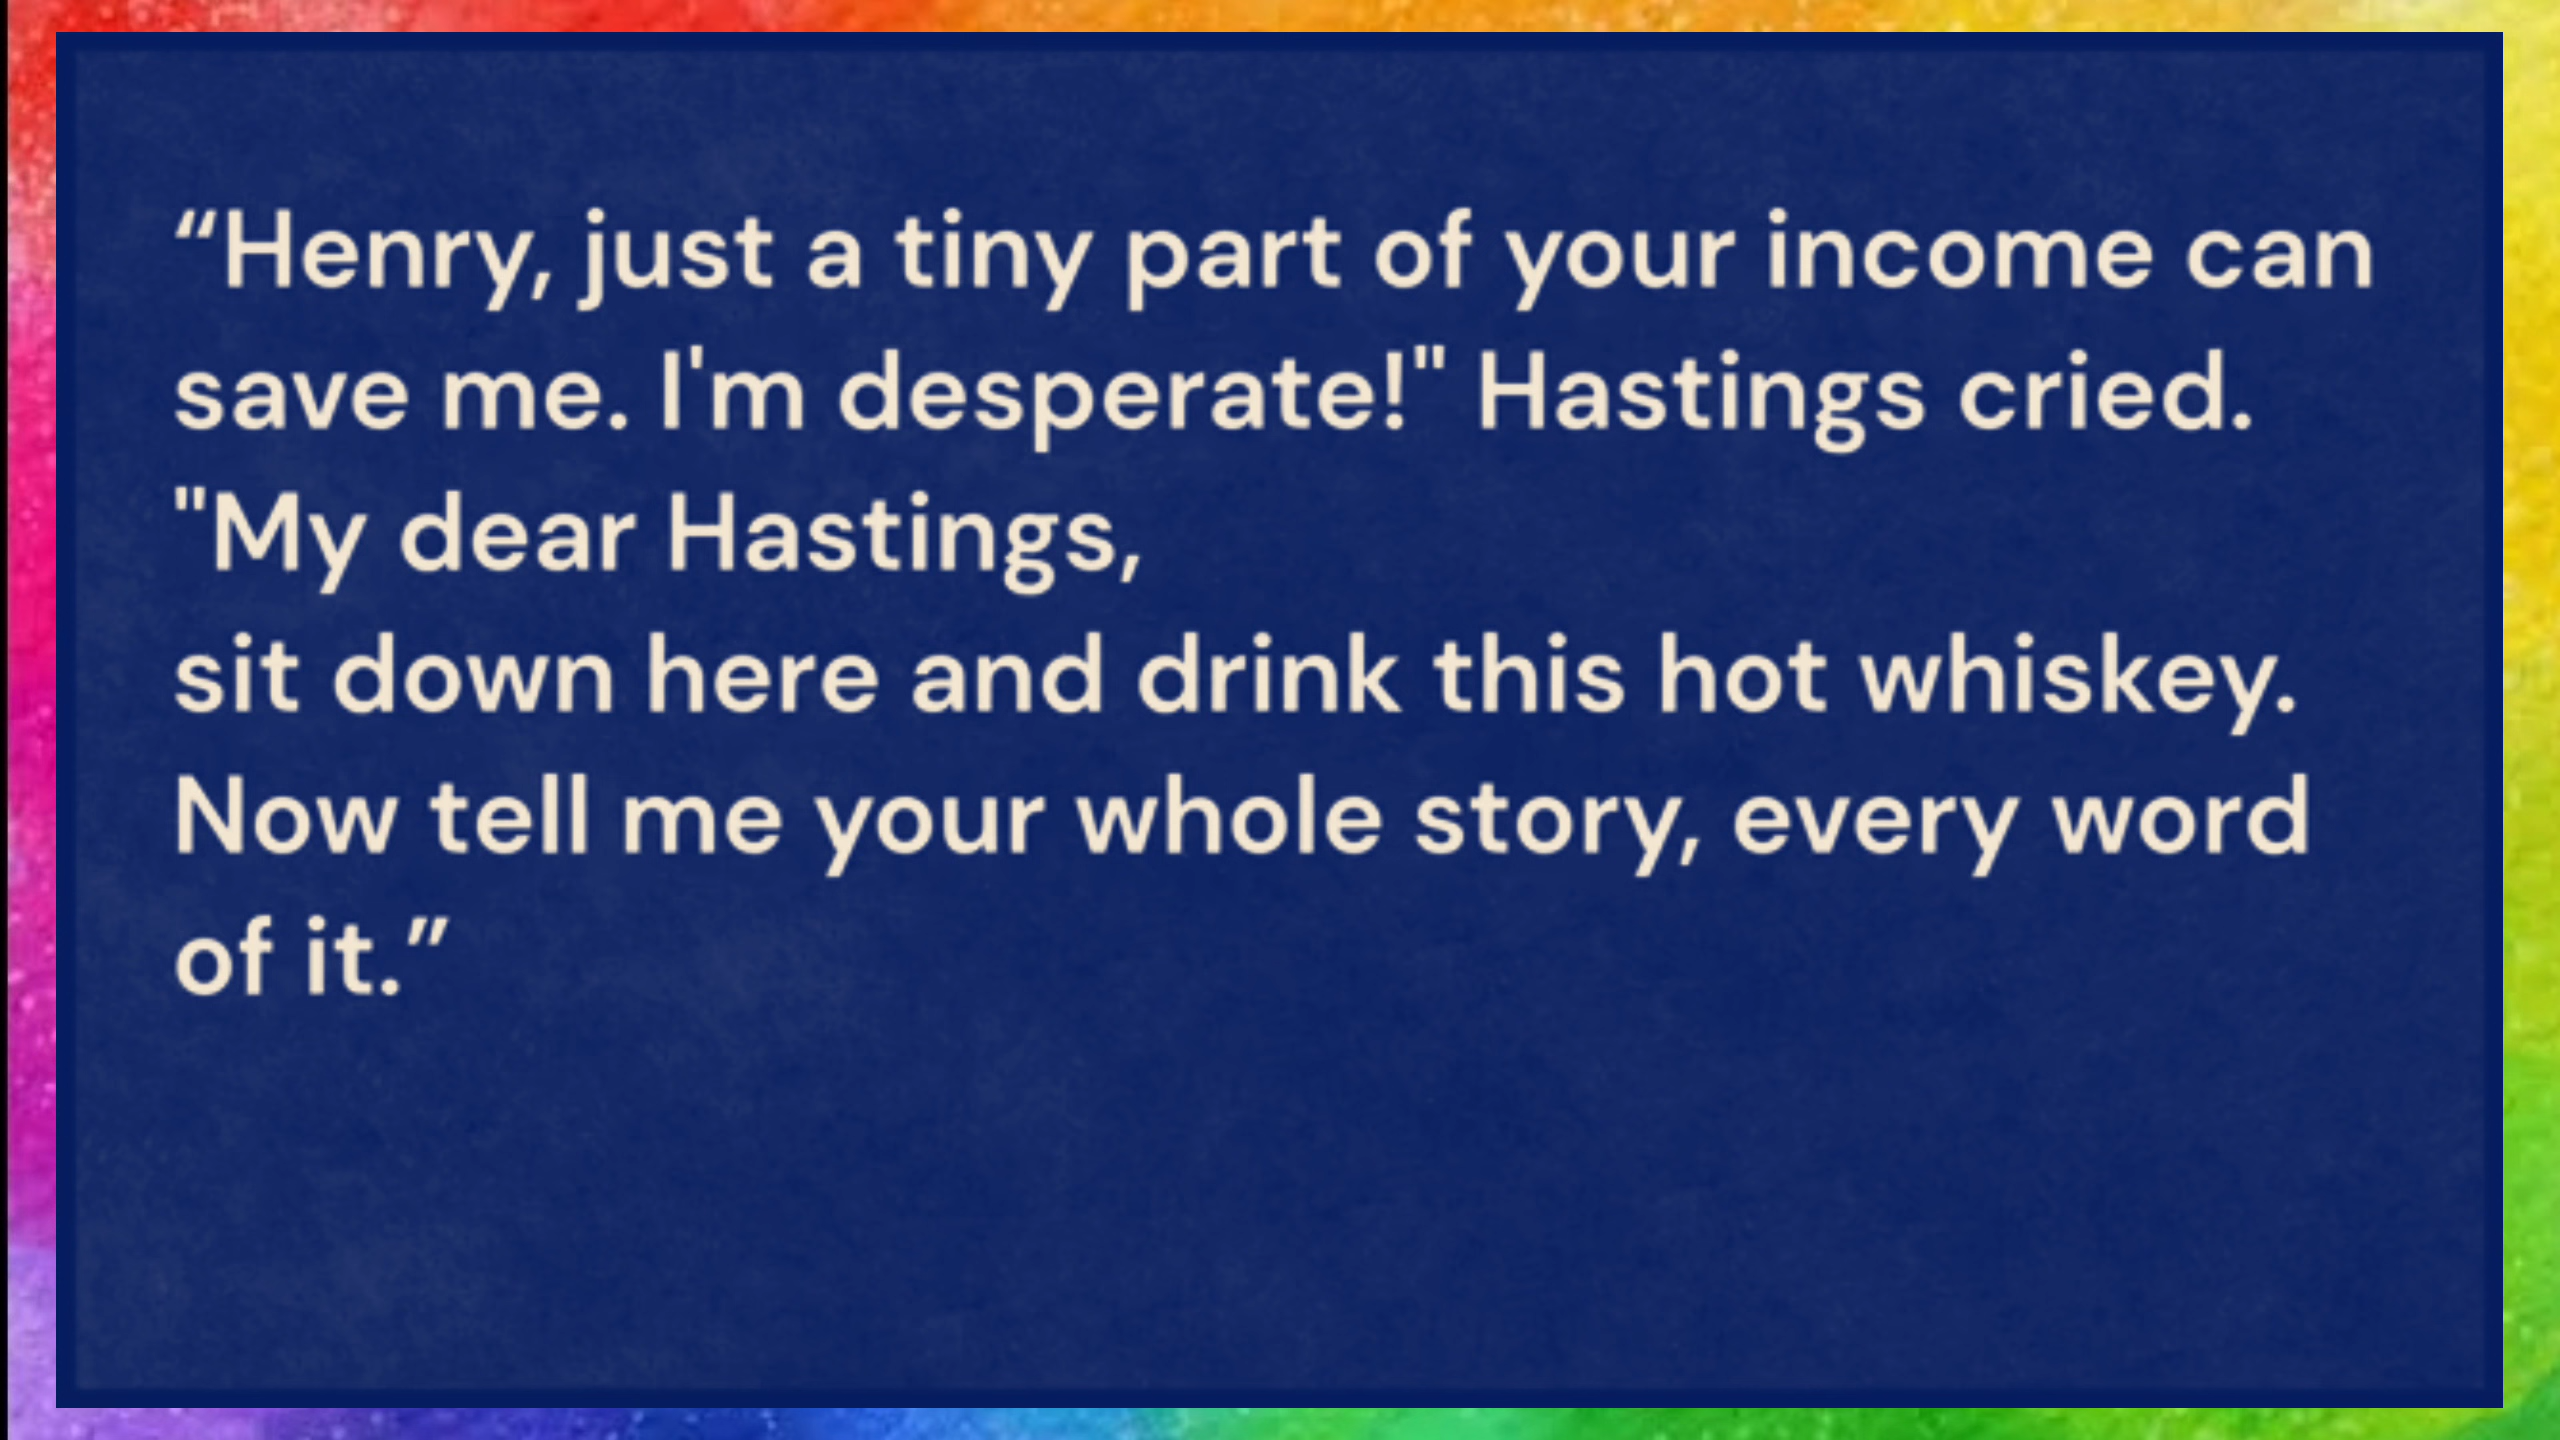 “Henry, just a tiny part of your income can
save me. I'm desperate!" Hastings cried.
"My dear Hastings,
sit down here and drink this hot whiskey.
Now tell me your whole story, every word
of it.”